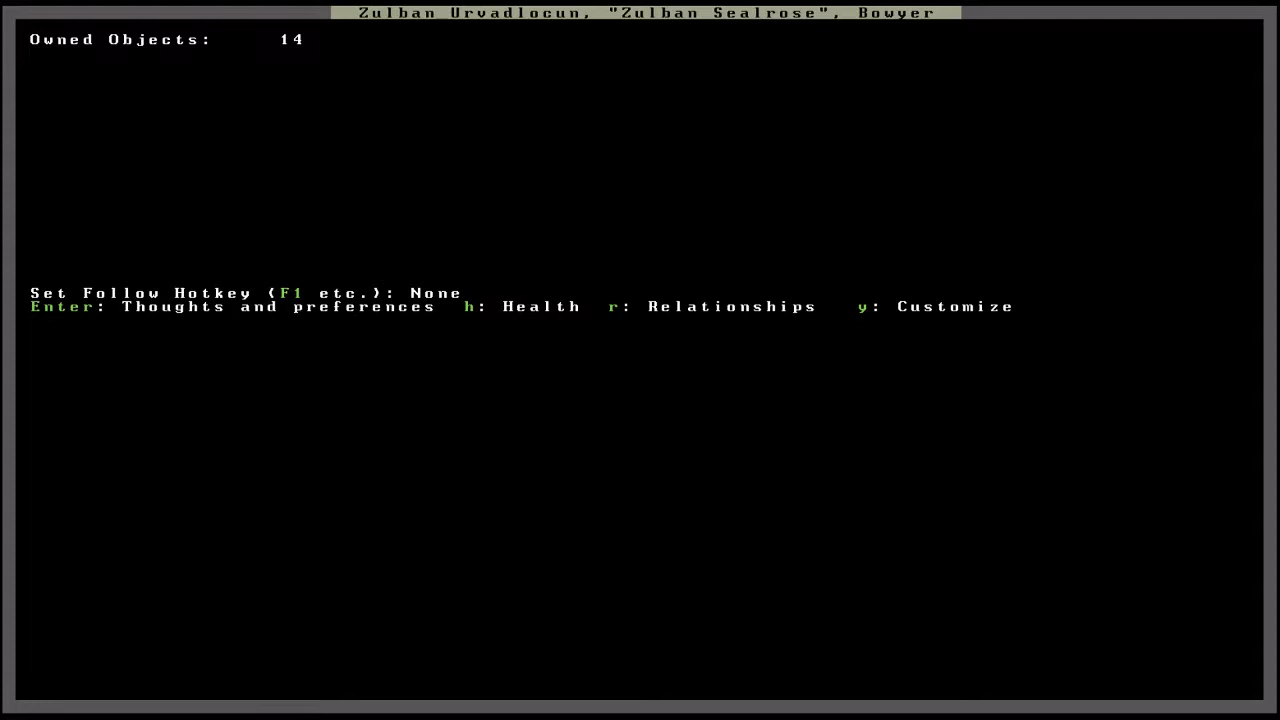 Zulban Urvadlocun, "Zulban Sealrose", Bowyer
Owned Objects: 14
Set Follow Hotkey (F1 etc.): None
Enter: Thoughts and preferences h: Health r: Relationships y: Customize